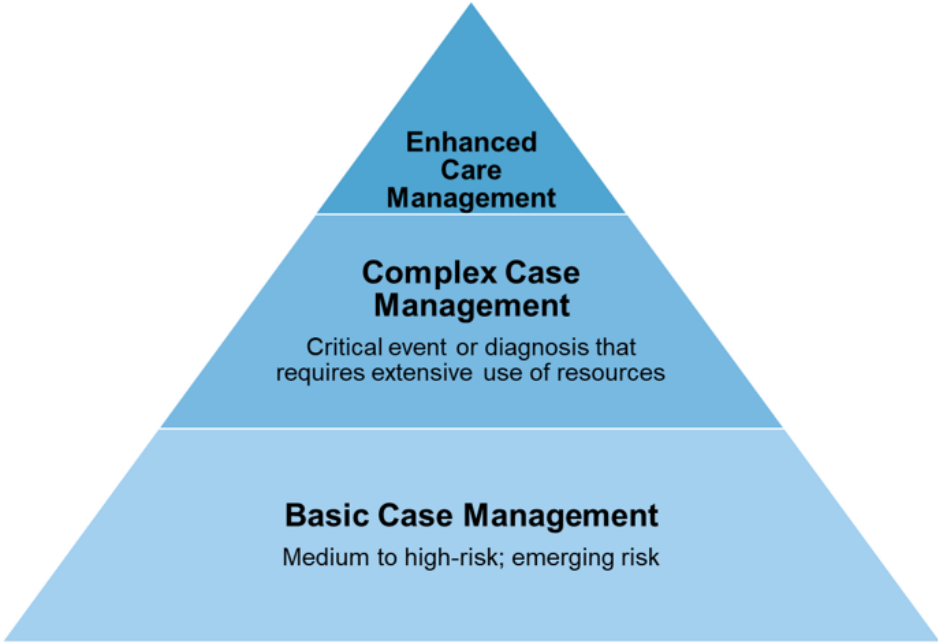 Enhanced
Care
Management
Complex Case
Management
Critical event or diagnosis that
requires extensive use of resources
Basic Case Management
Medium to high-risk; emerging risk